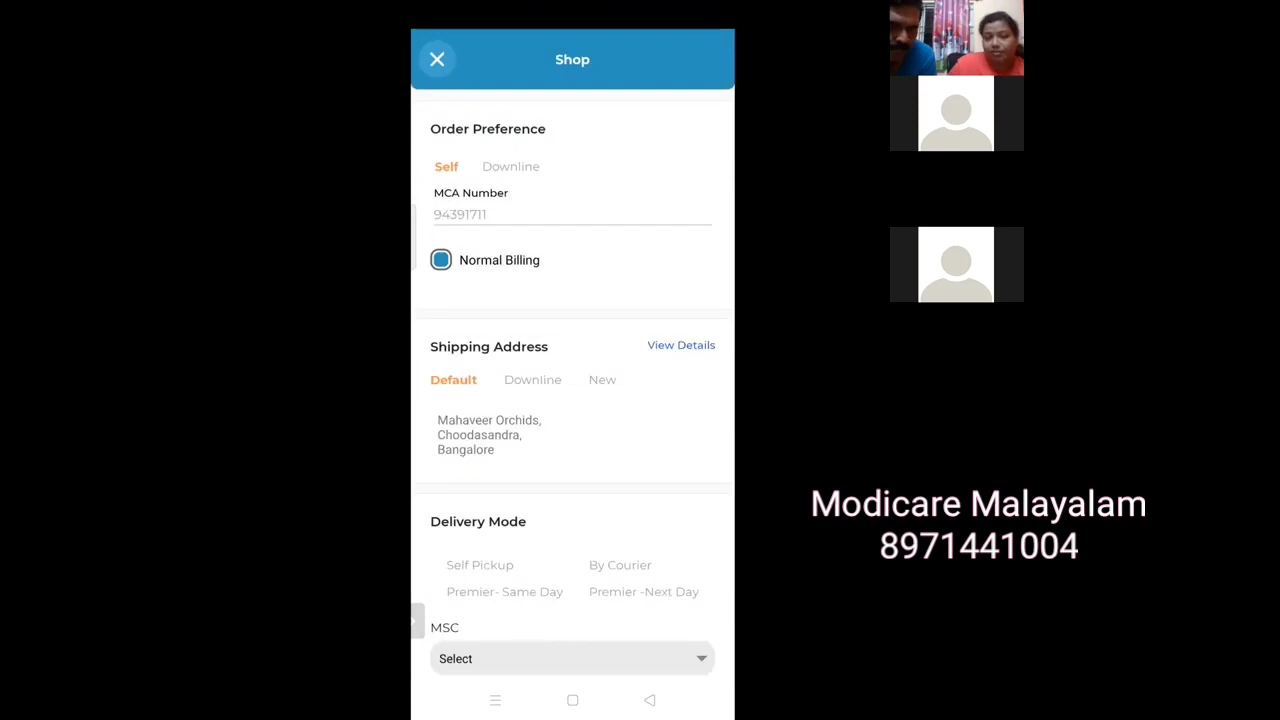 Shop
Order Preference
Self Downline
MCA Number
94391711
Normal Billing
Shipping Address View Details
Default Downline New
Mahaveer Orchids,
Choodasandra,
Bangalore
Delivery Mode
Self Pickup By Courier
Premier- Same Day Premier -Next Day
MSC
Select
Modicare Malayalam
8971441004